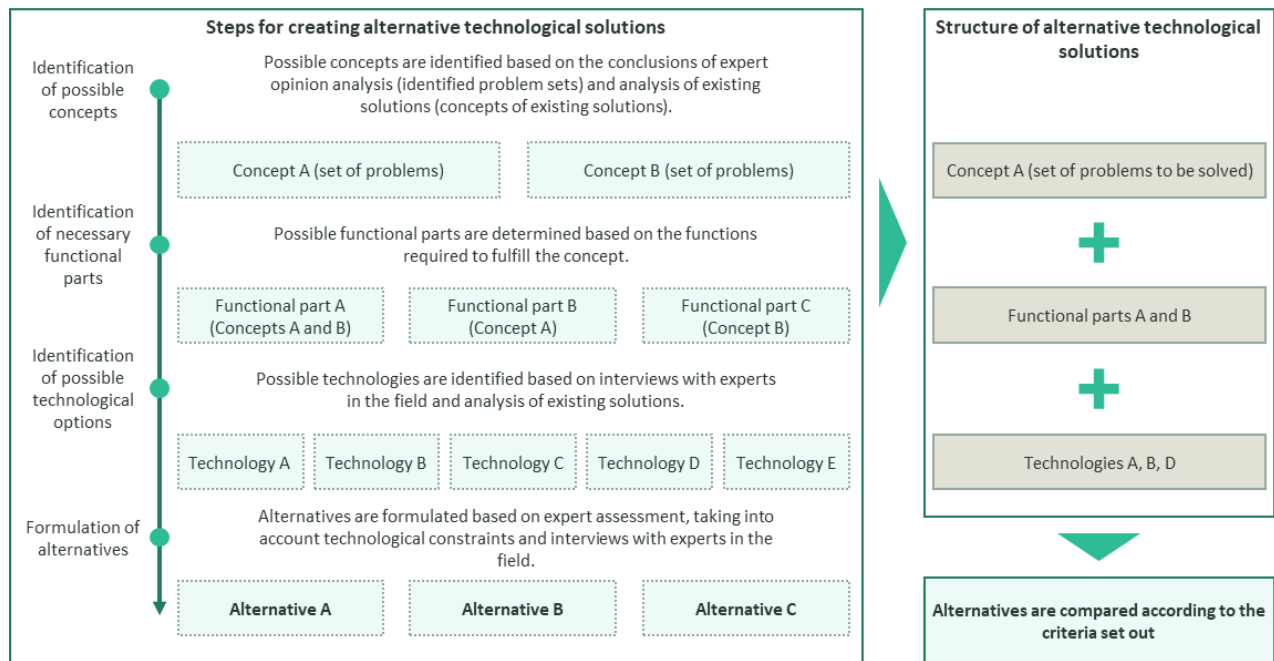 Steps for creating alternative technological solutions
Identification
of possible
concepts
Possible concepts are identified based on the conclusions of expert
opinion analysis (identified problem sets) and analysis of existing
solutions (concepts of existing solutions).
Concept A (set of problems)
Concept B (set of problems)
Identification
of necessary
functional
parts
Possible functional parts are determined based on the functions
required to fulfill the concept.
Functional part A
(Concepts A and B)
Functional part B
(Concept A)
Functional part C
(Concept B)
Identification
of possible
technological
options
Possible technologies are identified based on interviews with experts
in the field and analysis of existing solutions.
Technology A
Technology B
Technology C
Technology D
Technology E
Formulation of
alternatives
Alternatives are formulated based on expert assessment, taking into
account technological constraints and interviews with experts in the
field.
Alternative A
Alternative B
Alternative C
Structure of alternative technological
solutions
Concept A (set of problems to be solved)
Functional parts A and B
Technologies A, B, D
Alternatives are compared according to the
criteria set out